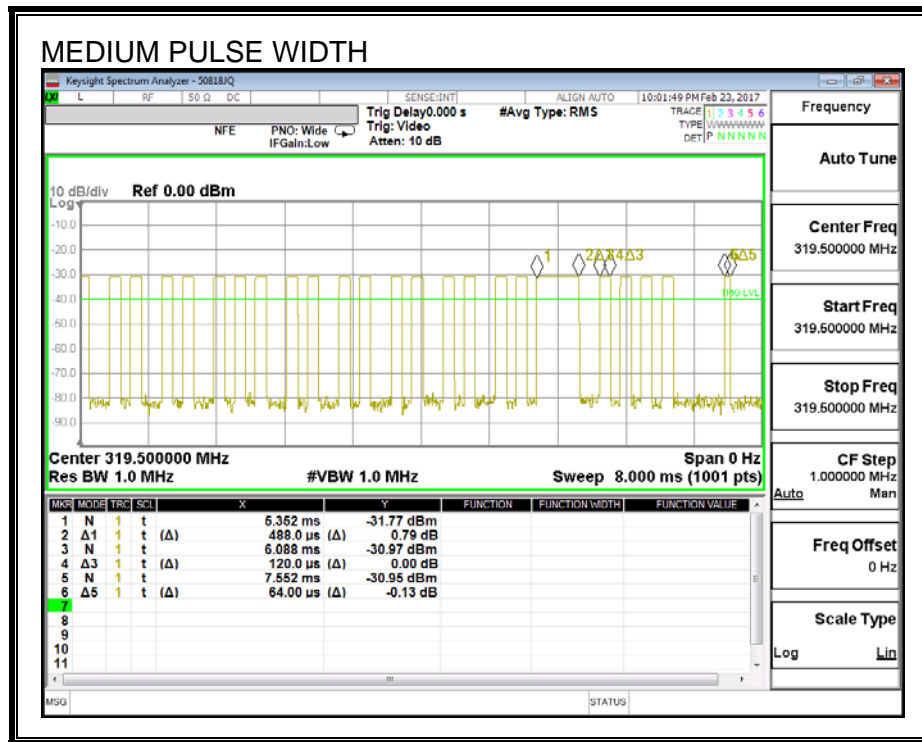 MEDIUM PULSE WIDTH
Keysight Spectrum Analyzer - 50818JQ
LXI L RF 50 Ω DC SENSE:INT ALIGN AUTO 10:01:49 PM Feb 23, 2017
NFE PNO: Wide IFGain:Low
Trig Delay0.000 s
Trig: Video
Atten: 10 dB
#Avg Type: RMS
TRACE 1 2 3 4 5 6
TYPE WWWWWWWW
DET P N N N N N
Frequency
Auto Tune
Center Freq
319.500000 MHz
Start Freq
319.500000 MHz
Stop Freq
319.500000 MHz
CF Step
1.000000 MHz
Auto Man
Freq Offset
0 Hz
Scale Type
Log Lin
10 dB/div Ref 0.00 dBm
Log
-10.0
-20.0
-30.0
-40.0
-50.0
-60.0
-70.0
-80.0
-90.0
1 2Δ1 4Δ3 6Δ5
TRIG LVL
Center 319.500000 MHz Span 0 Hz
Res BW 1.0 MHz #VBW 1.0 MHz Sweep 8.000 ms (1001 pts)
MKR MODE TRC SCL X Y FUNCTION FUNCTION WIDTH FUNCTION VALUE
1 N 1 t 5.352 ms -31.77 dBm
2 Δ1 1 t (Δ) 488.0 µs (Δ) 0.79 dB
3 N 1 t 6.088 ms -30.97 dBm
4 Δ3 1 t (Δ) 120.0 µs (Δ) 0.00 dB
5 N 1 t 7.552 ms -30.95 dBm
6 Δ5 1 t (Δ) 64.00 µs (Δ) -0.13 dB
7
8
9
10
11
MSG STATUS